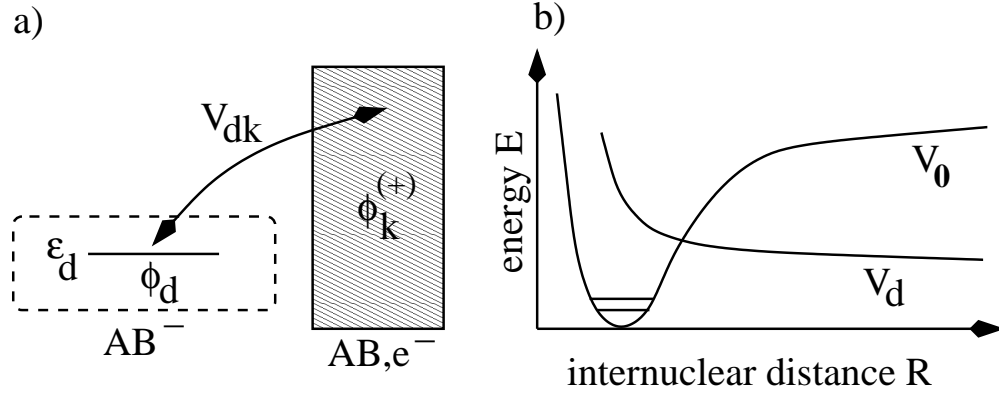 a)
V_dk
ϕ_k^(+)
ε_d
ϕ_d
AB⁻
AB,e⁻
b)
energy E
V_0
V_d
internuclear distance R